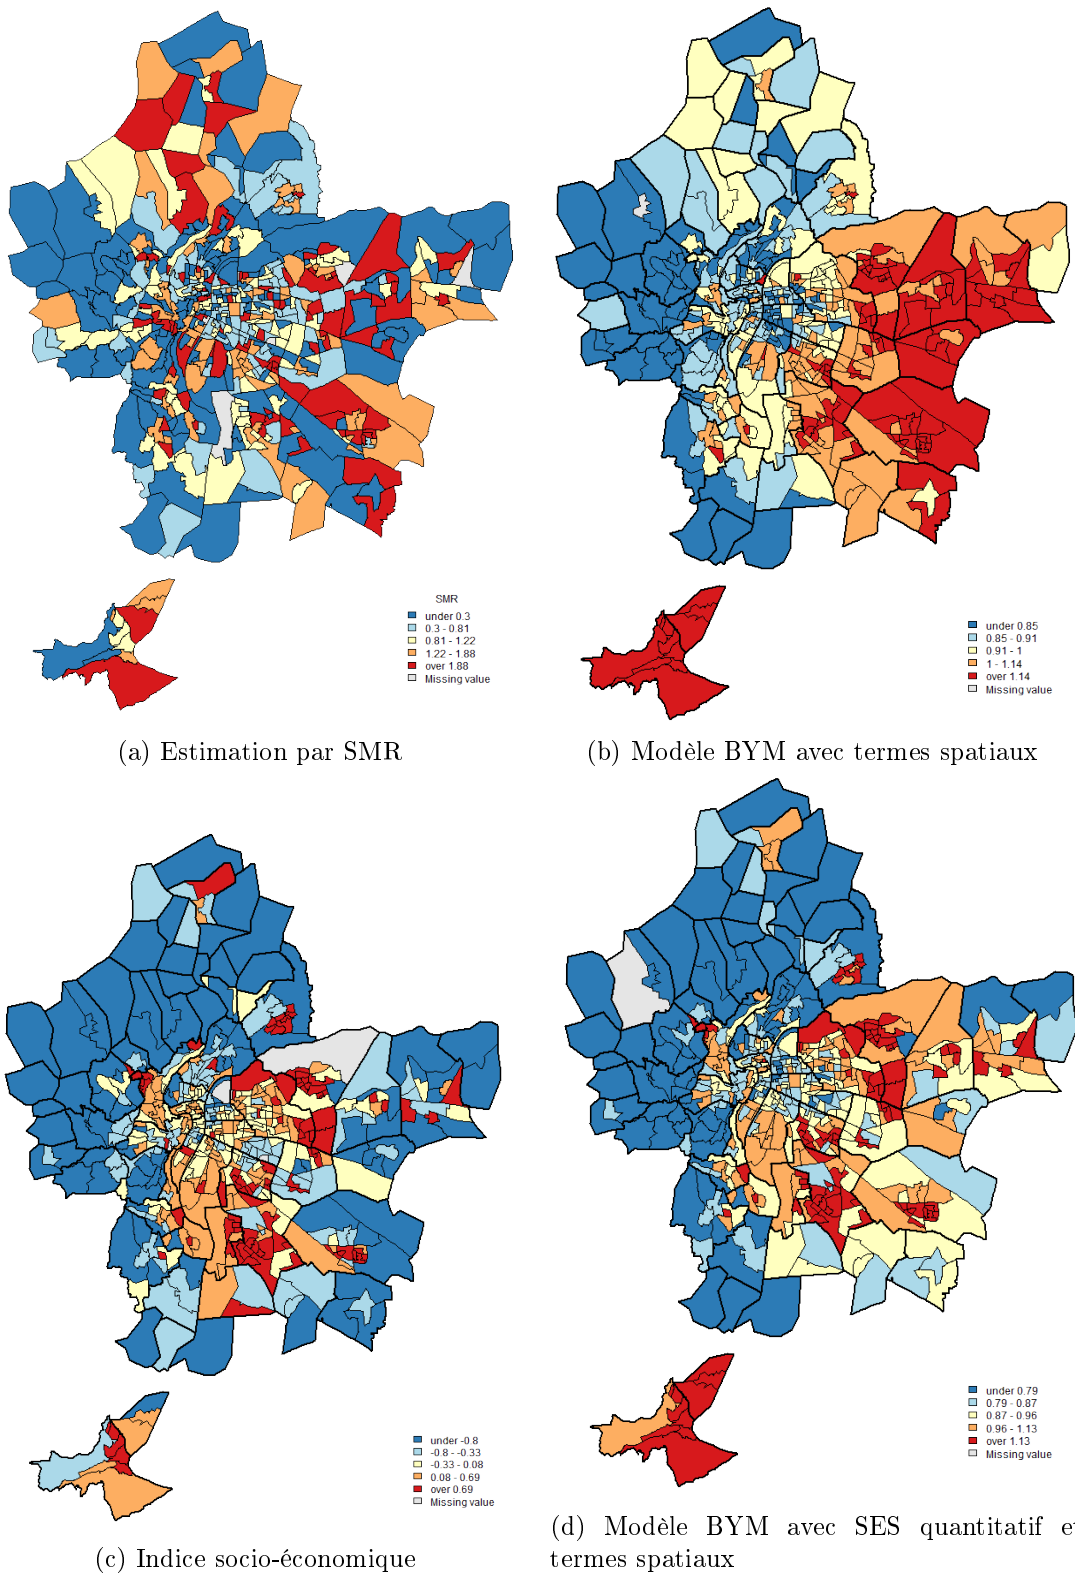 SMR
under 0.3
0.3 - 0.81
0.81 - 1.22
1.22 - 1.88
over 1.88
Missing value
(a) Estimation par SMR
under 0.85
0.85 - 0.91
0.91 - 1
1 - 1.14
over 1.14
Missing value
(b) Modèle BYM avec termes spatiaux
under -0.8
-0.8 - -0.33
-0.33 - 0.08
0.08 - 0.69
over 0.69
Missing value
(c) Indice socio-économique
under 0.79
0.79 - 0.87
0.87 - 0.96
0.96 - 1.13
over 1.13
Missing value
(d) Modèle BYM avec SES quantitatif et
termes spatiaux